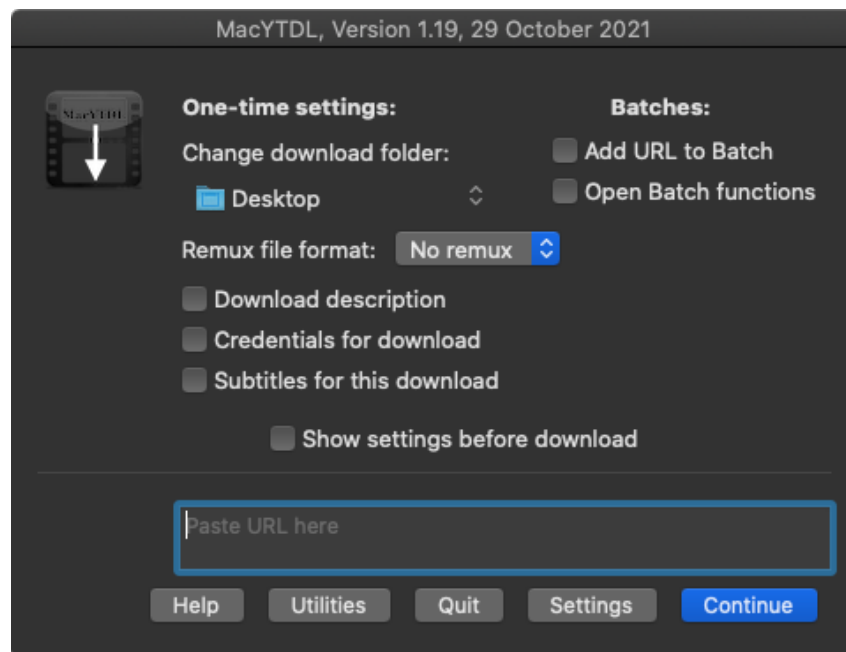 MacYTDL, Version 1.19, 29 October 2021
MacYTDL
One-time settings:
Batches:
Change download folder:
Add URL to Batch
Desktop
Open Batch functions
Remux file format: No remux
Download description
Credentials for download
Subtitles for this download
Show settings before download
Paste URL here
Help Utilities Quit Settings Continue